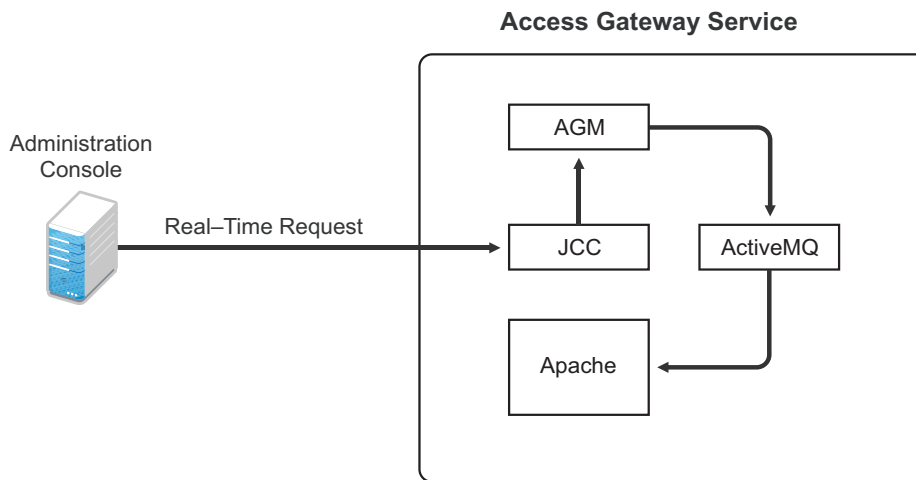 Access Gateway Service
Administration
Console
Real–Time Request
AGM
JCC
ActiveMQ
Apache